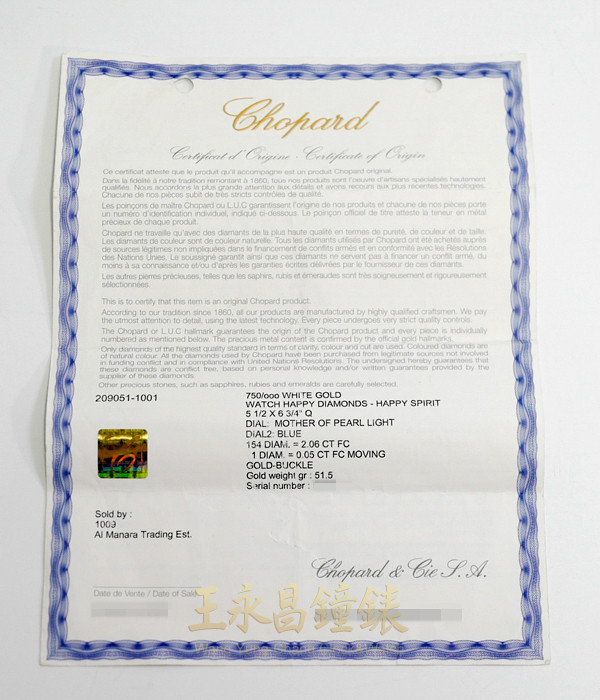 Chopard
Certificat d'Origine - Certificate of Origin
Ce certificat atteste que le produit qu'il accompagne est un produit Chopard original.
Dans la fidélité à notre tradition remontant à 1860, tous nos produits sont l'oeuvre d'artisans spécialisés hautement
qualifiés. Nous accordons la plus grande attention aux détails et avons recours aux plus récentes technologies.
Chacune de nos pièces subit de très stricts contrôles de qualité.
Les poinçons de maître Chopard ou L.U.C garantissent l'origine de nos produits et chacune de nos pièces porte
un numéro d'identification individuel, indiqué ci-dessous. Le poinçon officiel de titre atteste la teneur en métal
précieux de chaque produit.
Chopard ne travaille qu'avec des diamants de la plus haute qualité en termes de pureté, de couleur et de taille.
Les diamants de couleur sont de couleur naturelle. Tous les diamants utilisés par Chopard ont été achetés auprès
de sources légitimes non impliquées dans le financement de conflits armés et en conformité avec les Résolutions
des Nations Unies. Le soussigné garantit ainsi que ces diamants ne servent pas à financer un conflit armé, du
moins à sa connaissance et/ou d'après les garanties écrites délivrées par le fournisseur de ces diamants.
Les autres pierres précieuses, telles que les saphirs, rubis et émeraudes sont très soigneusement et rigoureusement
sélectionnées.
This is to certify that this item is an original Chopard product.
According to our tradition since 1860, all our products are manufactured by highly qualified craftsmen. We pay
the utmost attention to detail, using the latest technology. Every piece undergoes very strict quality controls.
The Chopard or L.U.C hallmark guarantees the origin of the Chopard product and every piece is individually
numbered as mentioned below. The precious metal content is confirmed by the official gold hallmarks.
Only diamonds of the highest quality standard in terms of purity, colour and cut are used. Coloured diamonds are
of natural colour. All the diamonds used by Chopard have been purchased from legitimate sources not involved
in funding conflict and in compliance with United Nations Resolutions. The undersigned hereby guarantees that
these diamonds are conflict free, based on personal knowledge and/or written guarantees provided by the
supplier of these diamonds.
Other precious stones, such as sapphires, rubies and emeralds are carefully selected.
209051-1001 750/ooo WHITE GOLD
WATCH HAPPY DIAMONDS - HAPPY SPIRIT
5 1/2 X 6 3/4" Q
DIAL: MOTHER OF PEARL LIGHT
DIAL2: BLUE
154 DIAM. = 2.06 CT FC
1 DIAM. = 0.05 CT FC MOVING
GOLD-BUCKLE
Gold weight gr : 51.5
Serial number :
Sold by :
1009
Al Manara Trading Est.
Chopard & Cie S.A.
Date de Vente / Date of Sale
王永昌鐘錶